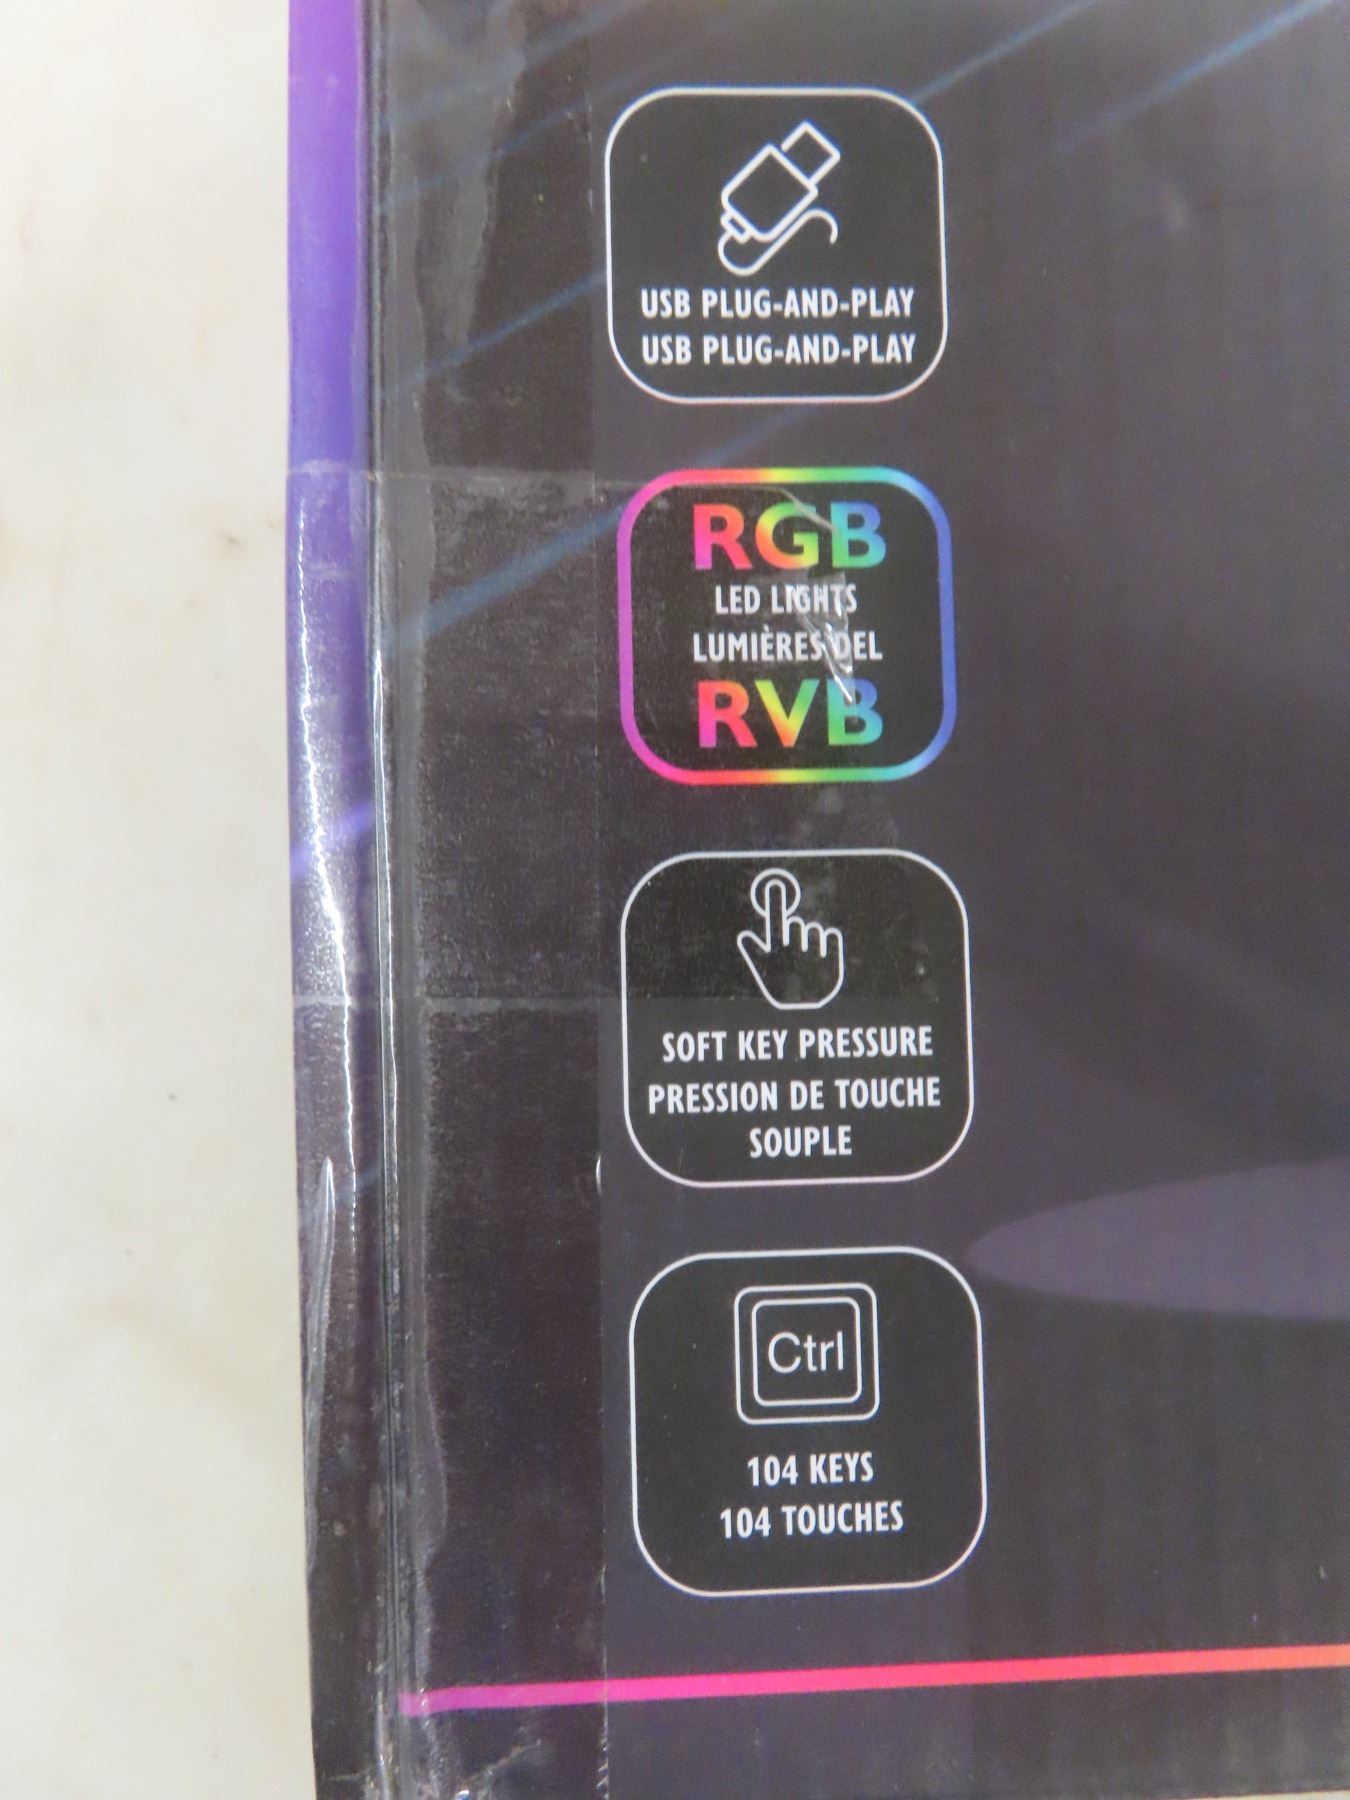 USB PLUG-AND-PLAY
USB PLUG-AND-PLAY
RGB
LED LIGHTS
LUMIÈRES DEL
RVB
SOFT KEY PRESSURE
PRESSION DE TOUCHE
SOUPLE
Ctrl
104 KEYS
104 TOUCHES